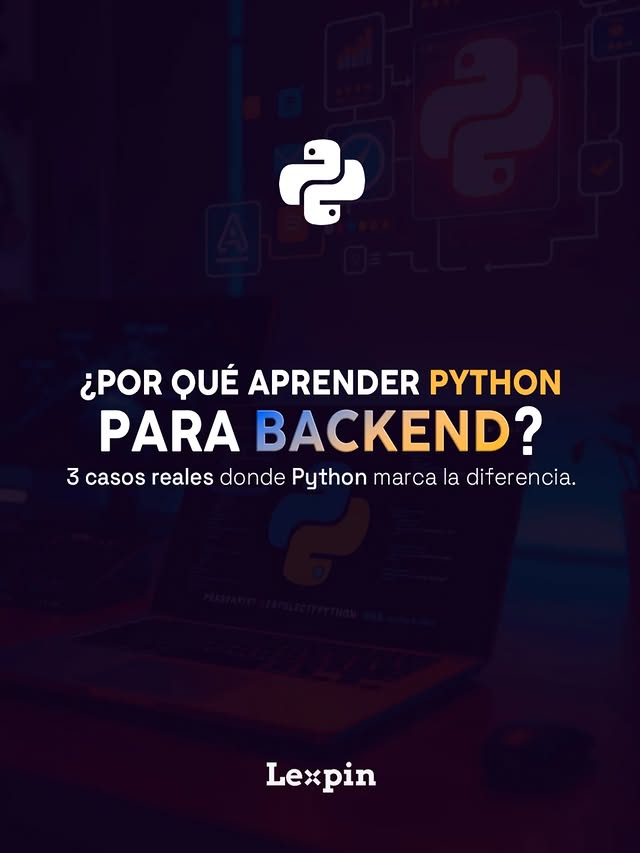 ¿POR QUÉ APRENDER PYTHON
PARA BACKEND?
3 casos reales donde Python marca la diferencia.
Lexpin